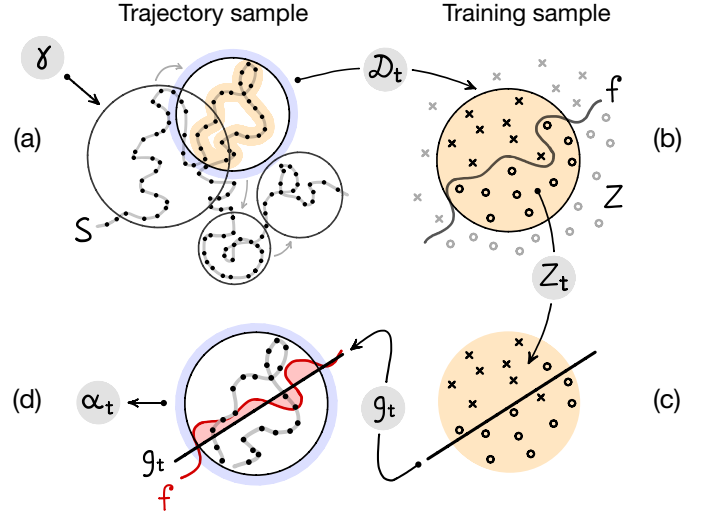 Trajectory sample
Training sample
γ
𝒟t
f
(a)
(b)
S
Z
Zt
(d)
αt
gt
(c)
gt
f